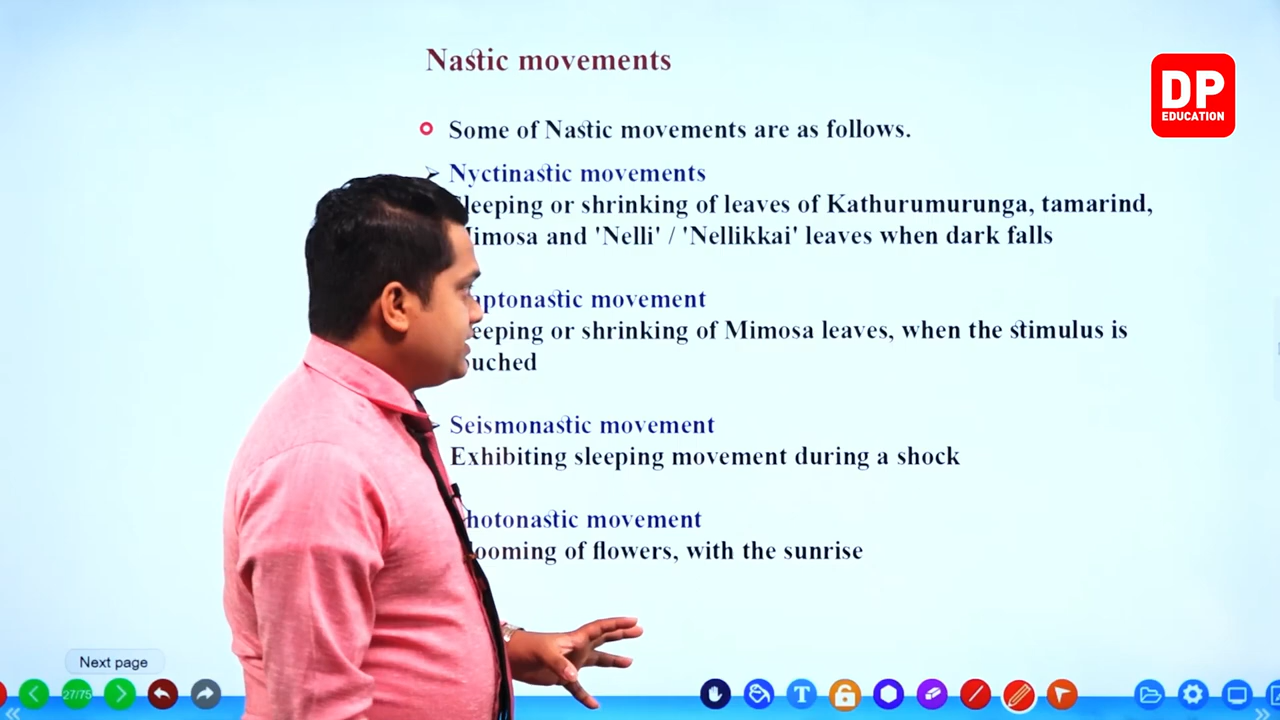 Nastic movements
DP
EDUCATION
Some of Nastic movements are as follows.
Nyctinastic movements
leeping or shrinking of leaves of Kathurumurunga, tamarind,
imosa and 'Nelli' / 'Nellikkai' leaves when dark falls
ptonastic movement
eeping or shrinking of Mimosa leaves, when the stimulus is
ouched
Seismonastic movement
Exhibiting sleeping movement during a shock
hotonastic movement
looming of flowers, with the sunrise
Next page
27/75
T